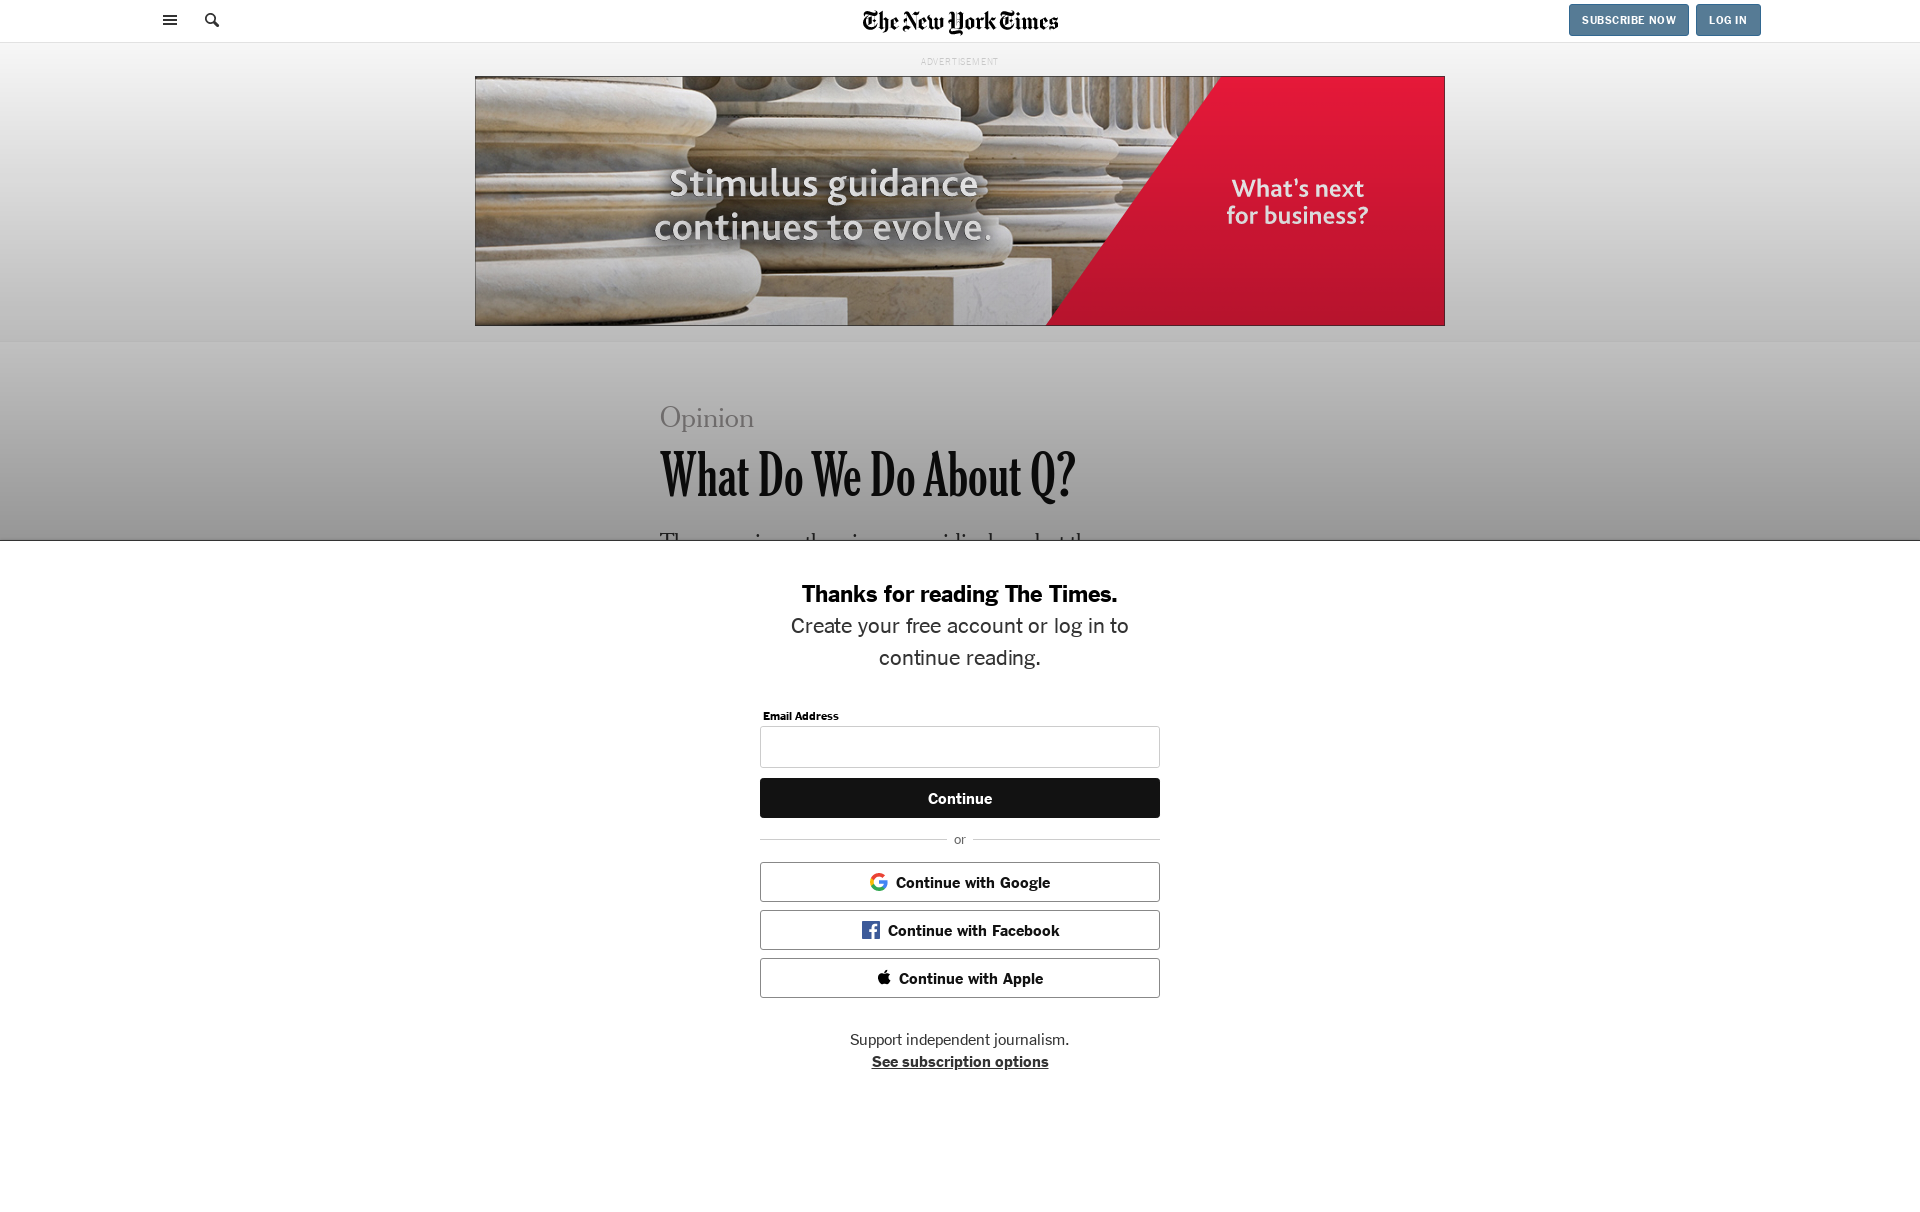 The New York Times
SUBSCRIBE NOW
LOG IN
ADVERTISEMENT
Stimulus guidance
continues to evolve.
What's next
for business?
Opinion
What Do We Do About Q?
Thanks for reading The Times.
Create your free account or log in to
continue reading.
Email Address
Continue
or
Continue with Google
Continue with Facebook
Continue with Apple
Support independent journalism.
See subscription options